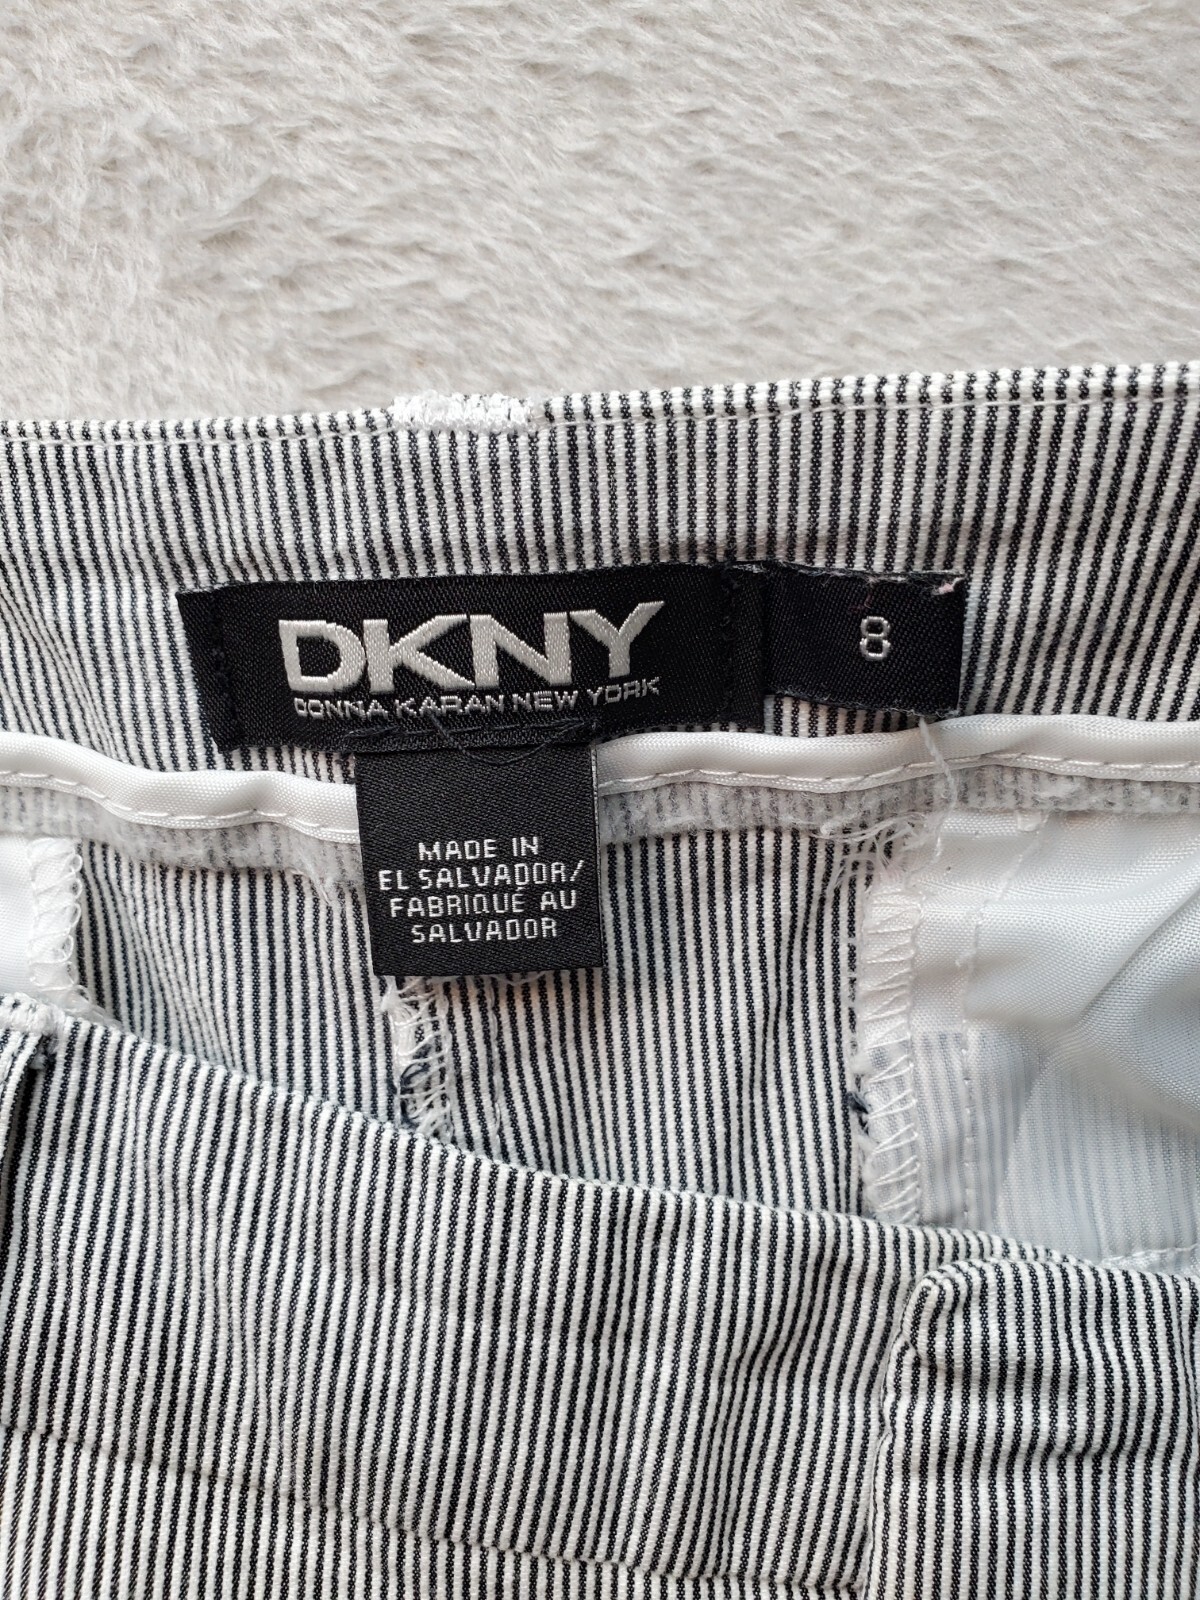 DKNY
DONNA KARAN NEW YORK
8
MADE IN
EL SALVADOR/
FABRIQUÉ AU
SALVADOR